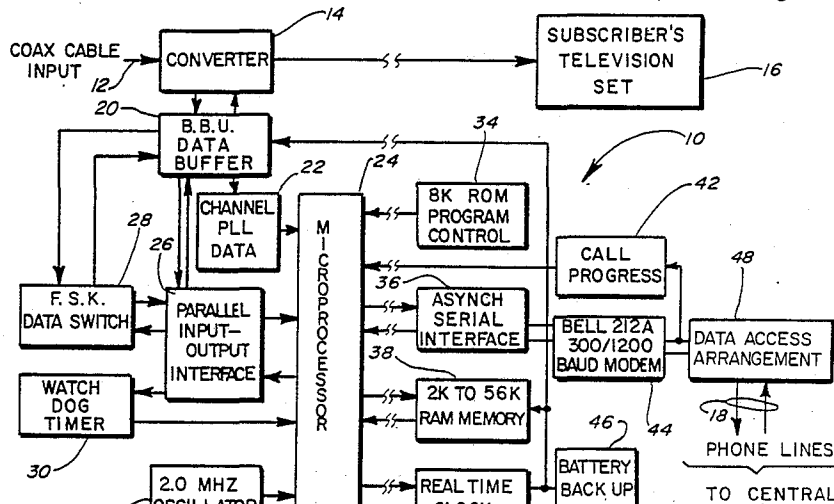 14
COAX CABLE
INPUT
12
CONVERTER
SUBSCRIBER'S
TELEVISION
SET
16
20
B.B.U.
DATA
BUFFER
10
22
24
34
CHANNEL
PLL
DATA
8K ROM
PROGRAM
CONTROL
42
CALL
PROGRESS
28
26
F.S.K.
DATA SWITCH
PARALLEL
INPUT-
OUTPUT
INTERFACE
MICROPROCESSOR
36
ASYNCH
SERIAL
INTERFACE
BELL 212A
300/1200
BAUD MODEM
48
DATA ACCESS
ARRANGEMENT
38
WATCH
DOG
TIMER
30
2K TO 56K
RAM MEMORY
44
18
PHONE LINES
46
2.0 MHZ
OSCILLATOR
REAL TIME
CLOCK
BATTERY
BACK UP
TO CENTRAL